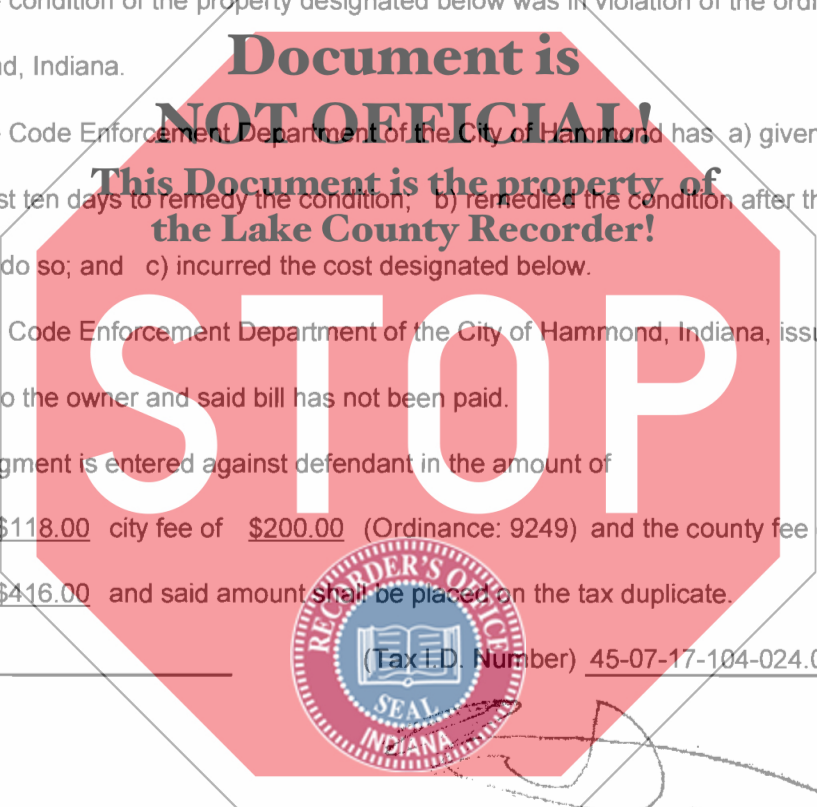 condition of the property designated below was in violation of the
Document is
Indiana.
NOT OFFICIAL!
Code Enforcement Department of the City of Hammond has a) given
This Document is the property of
ten days to remedy the condition; b) remedied the condition after
the Lake County Recorder!
do so; and c) incurred the cost designated below.
STOP
Code Enforcement Department of the City of Hammond, Indiana,
the owner and said bill has not been paid.
is entered against defendant in the amount of
$118.00 city fee of $200.00 (Ordinance: 9249) and the county fee
$416.00 and said amount shall be placed on the tax duplicate.
RECORDER'S OFFICE
(Tax I.D. Number) 45-07-17-104-024.0
SEAL
INDIANA